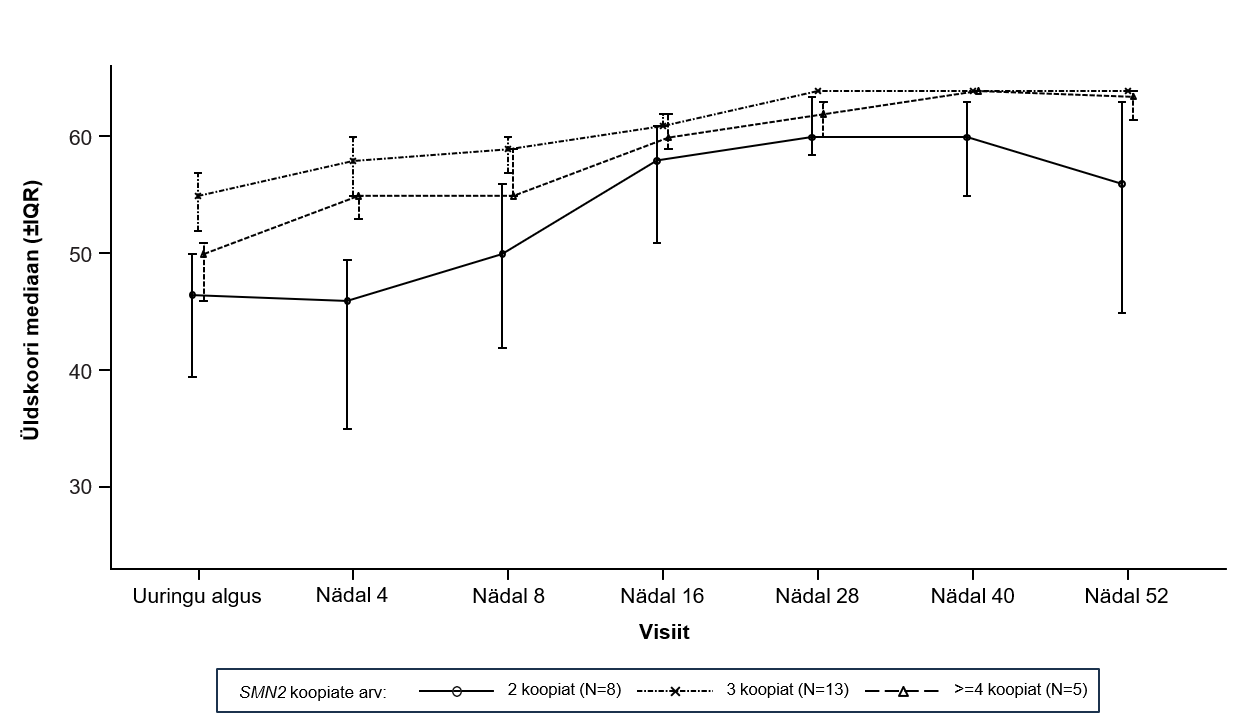 Üldskoori mediaan (±IQR)
60
50
40
30
Uuringu algus Nädal 4 Nädal 8 Nädal 16 Nädal 28 Nädal 40 Nädal 52
Visiit
SMN2 koopiate arv: 2 koopiat (N=8) 3 koopiat (N=13) >=4 koopiat (N=5)